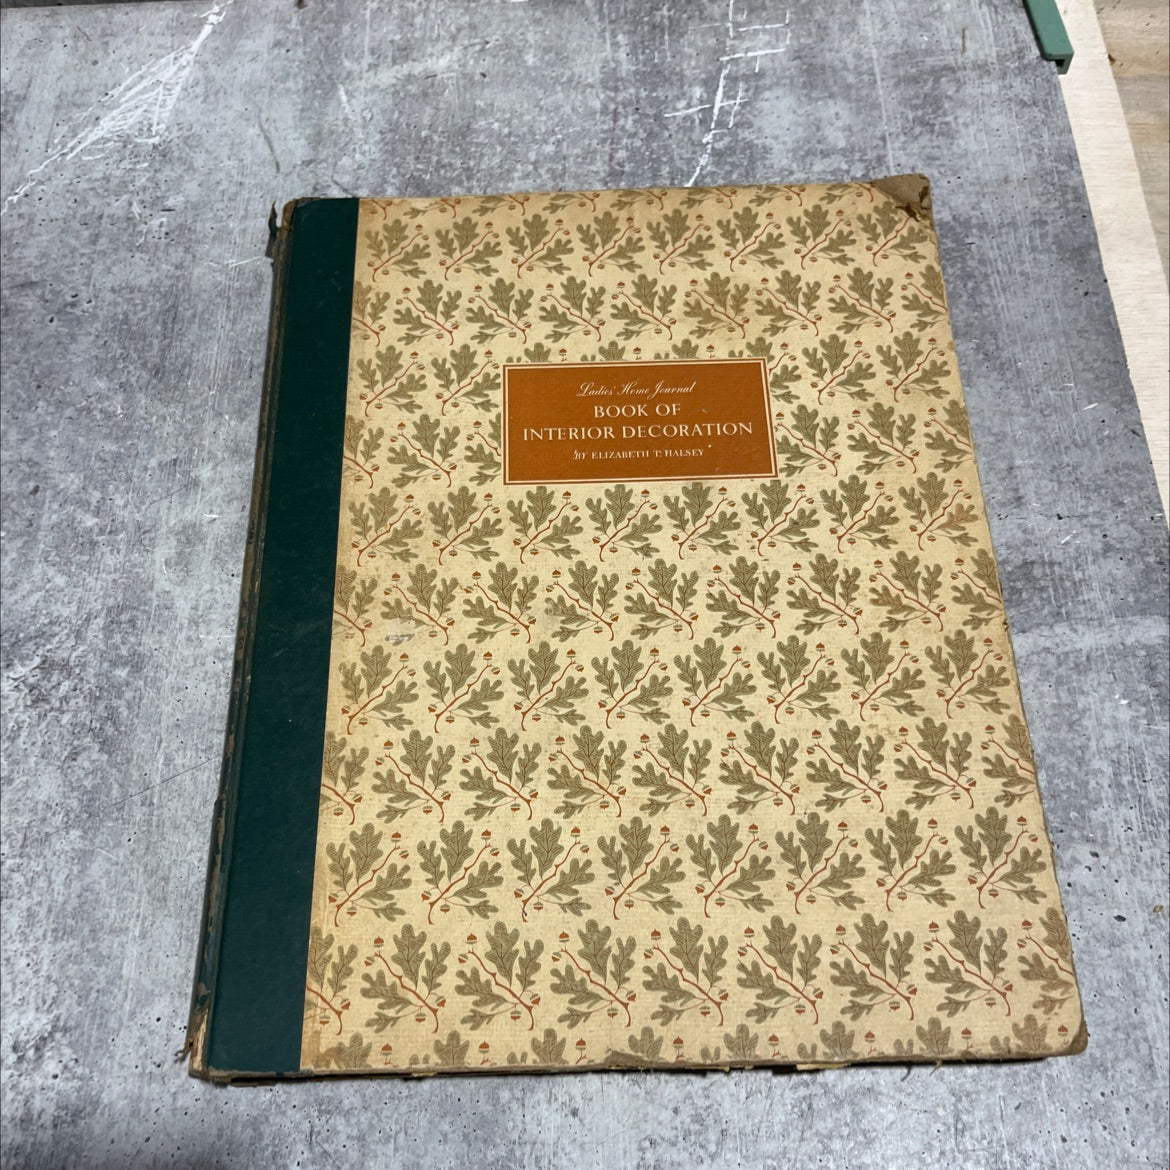 Ladies' Home Journal
BOOK OF
INTERIOR DECORATION
BY ELIZABETH T. HALSEY